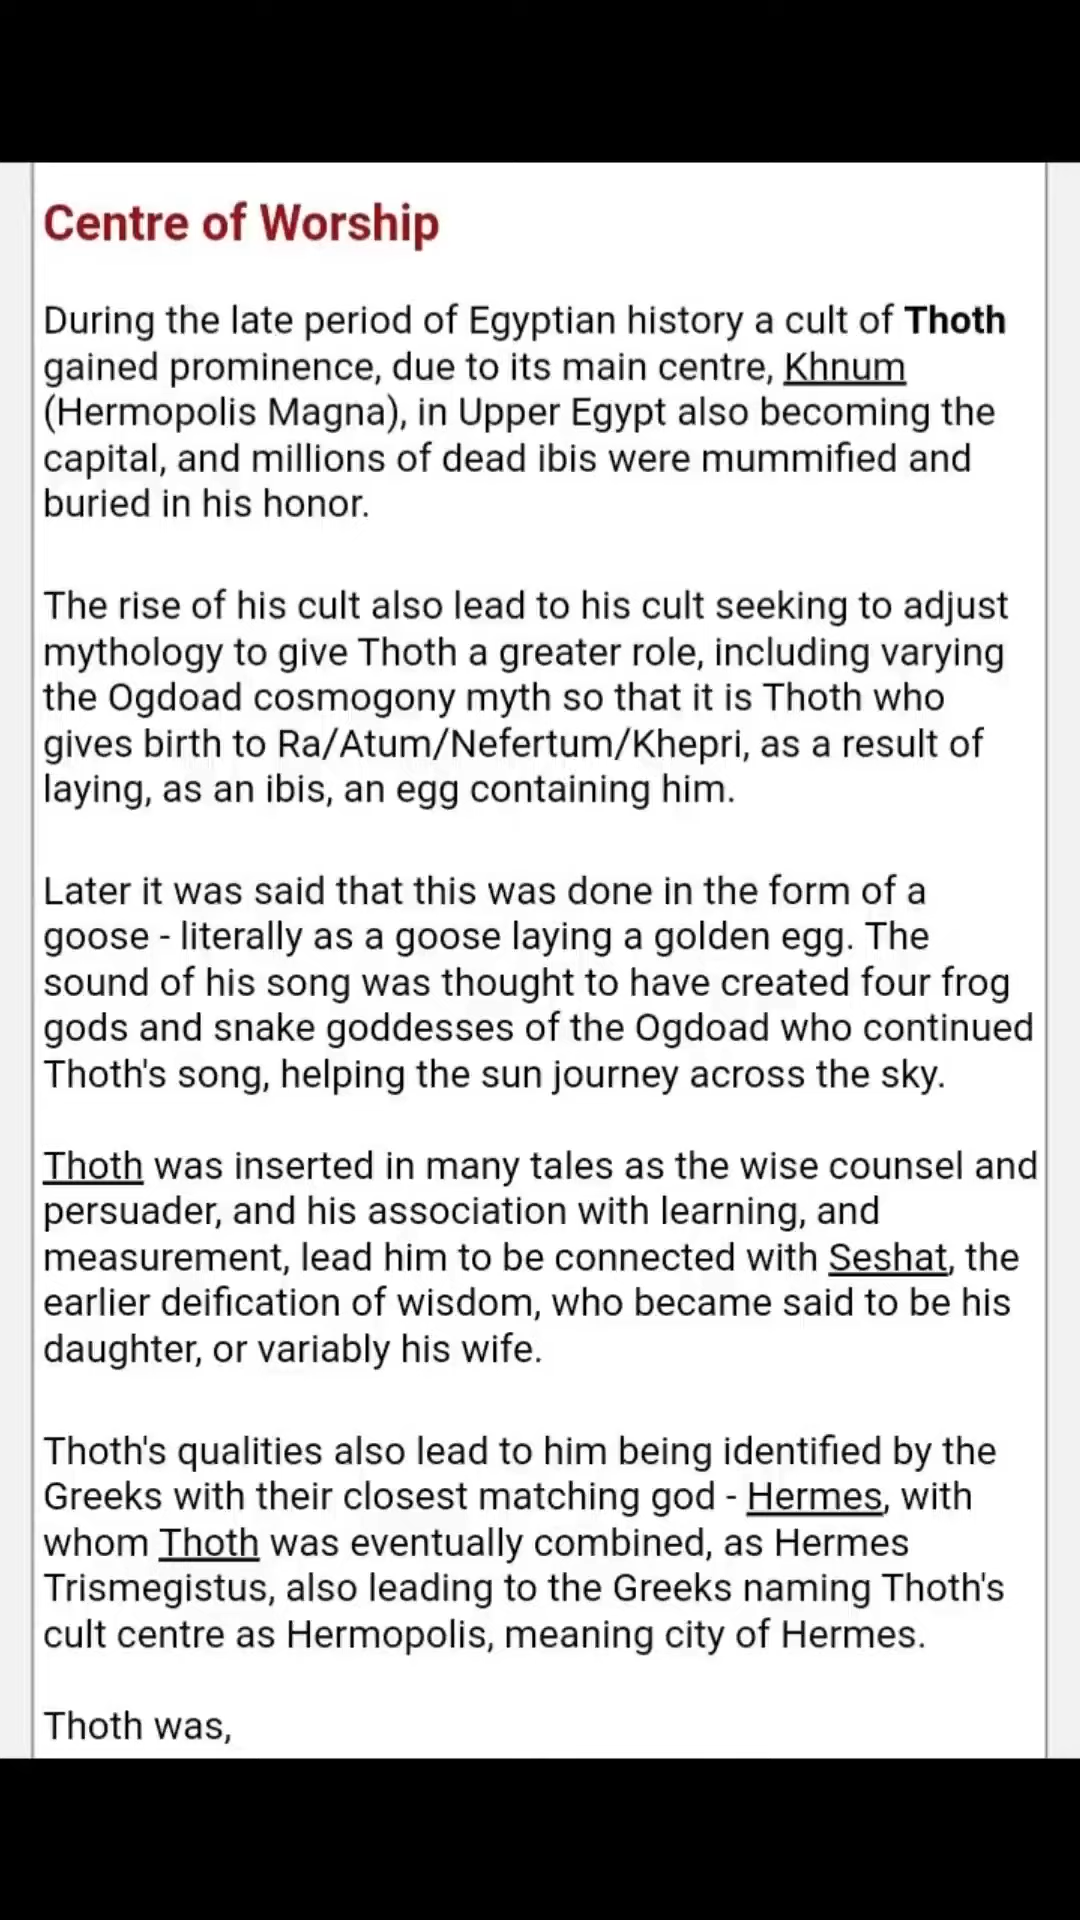 Centre of Worship
During the late period of Egyptian history a cult of Thoth
gained prominence, due to its main centre, Khnum
(Hermopolis Magna), in Upper Egypt also becoming the
capital, and millions of dead ibis were mummified and
buried in his honor.
The rise of his cult also lead to his cult seeking to adjust
mythology to give Thoth a greater role, including varying
the Ogdoad cosmogony myth so that it is Thoth who
gives birth to Ra/Atum/Nefertum/Khepri, as a result of
laying, as an ibis, an egg containing him.
Later it was said that this was done in the form of a
goose - literally as a goose laying a golden egg. The
sound of his song was thought to have created four frog
gods and snake goddesses of the Ogdoad who continued
Thoth's song, helping the sun journey across the sky.
Thoth was inserted in many tales as the wise counsel and
persuader, and his association with learning, and
measurement, lead him to be connected with Seshat, the
earlier deification of wisdom, who became said to be his
daughter, or variably his wife.
Thoth's qualities also lead to him being identified by the
Greeks with their closest matching god - Hermes, with
whom Thoth was eventually combined, as Hermes
Trismegistus, also leading to the Greeks naming Thoth's
cult centre as Hermopolis, meaning city of Hermes.
Thoth was,